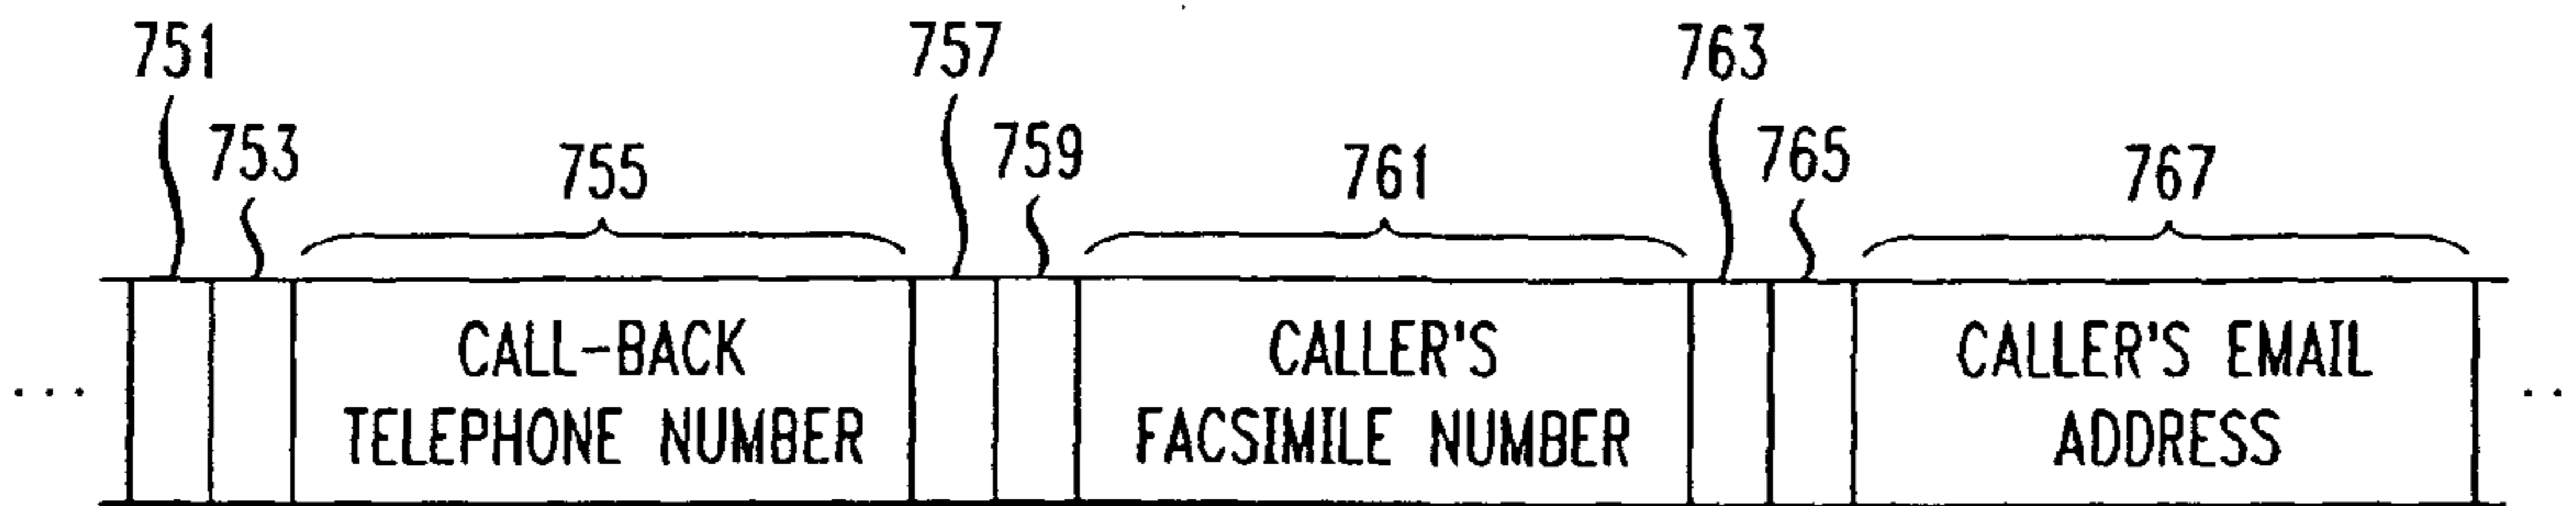 751 757 763
753 759 765
755 761 767
CALL-BACK CALLER'S CALLER'S EMAIL
TELEPHONE NUMBER FACSIMILE NUMBER ADDRESS
... ..